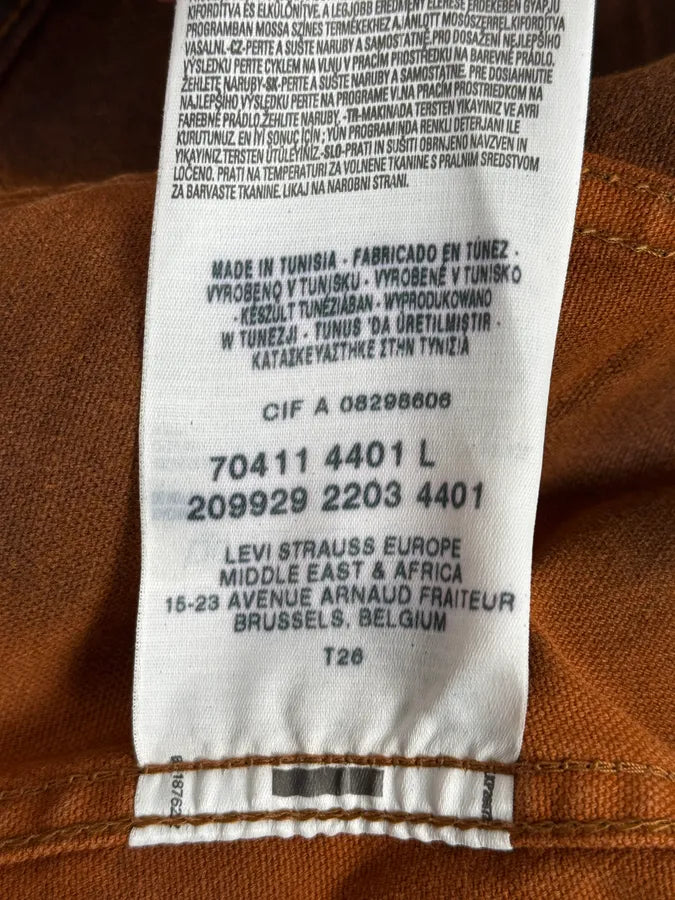 KIFORDÍTVA ÉS ELKÜLÖNÍTVE, A LEGJOBB EREDMÉNY ELÉRÉSE ÉRDEKÉBEN GYAPJÚ
PROGRAMBAN MOSSA SZÍNES TERMÉKEKHEZ AJÁNLOTT MOSÓSZERREL.KIFORDÍTVA
VASALNI.-CZ-PERTE A SUŠTE NARUBY A SAMOSTATNĚ.PRO DOSAŽENÍ NEJLEPŠÍHO
VÝSLEDKU PERTE CYKLEM NA VLNU V PRACÍM PROSTŘEDKU NA BAREVNÉ PRÁDLO.
ŽEHLETE NARUBY-SK-PERTE A SUŠTE NARUBY A SAMOSTATNE. PRE DOSIAHNUTIE
NAJLEPŠIHO VÝSLEDKU PERTE NA PROGRAME VLNA PRACÍM PROSTRIEDKOM NA
FAREBNÉ PRÁDLO.ŽEHLITE NARUBY.-TR-MAKINADA TERSTEN YIKAYINIZ VE AYRI
KURUTUNUZ. EN İYİ SONUÇ İÇİN ; YÜN PROGRAMINDA RENKLİ DETERJANI İLE
YIKAYINIZ.TERSTEN ÜTÜLEYİNİZ.-SLO-PRATI IN SUŠITI OBRNJENO NAVZVEN IN
LOČENO. PRATI NA TEMPERATURI ZA VOLNENE TKANINE S PRALNIM SREDSTVOM
ZA BARVASTE TKANINE. LIKAJ NA NAROBNI STRANI.
MADE IN TUNISIA - FABRICADO EN TÚNEZ -
VYROBENO V TUNISKU - VYROBENÉ V TUNISKO
- KÉSZÜLT TUNÉZIÁBAN - WYPRODUKOWANO
W TUNEZJI - TUNUS 'DA ÜRETİLMİŞTİR -
ΚΑΤΑΣΚΕΥΑΣΤΗΚΕ ΣΤΗΝ ΤΥΝΙΣΙΑ
CIF A 08298606
70411 4401 L
209929 2203 4401
LEVI STRAUSS EUROPE
MIDDLE EAST & AFRICA
15-23 AVENUE ARNAUD FRAITEUR
BRUSSELS, BELGIUM
T26